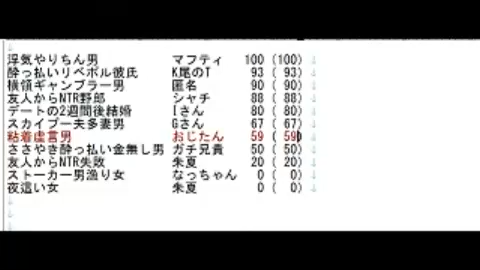 浮気やりちん男 マフティ 100 (100)
酔っ払いリベポル彼氏 K尾のT 93 ( 93)
横領ギャンブラー男 匿名 90 ( 90)
友人からNTR野郎 シャチ 88 ( 88)
デートの2週間後結婚 Iさん 80 ( 80)
スカイプ一夫多妻男 Gさん 67 ( 67)
粘着虚言男 おじたん 59 ( 59)
ささやき酔っ払い金無し男 ガチ兄貴 50 ( 50)
友人からNTR失敗 朱夏 20 ( 20)
ストーカー男漁り女 なっちゃん 0 ( 0)
夜這い女 朱夏 0 ( 0)